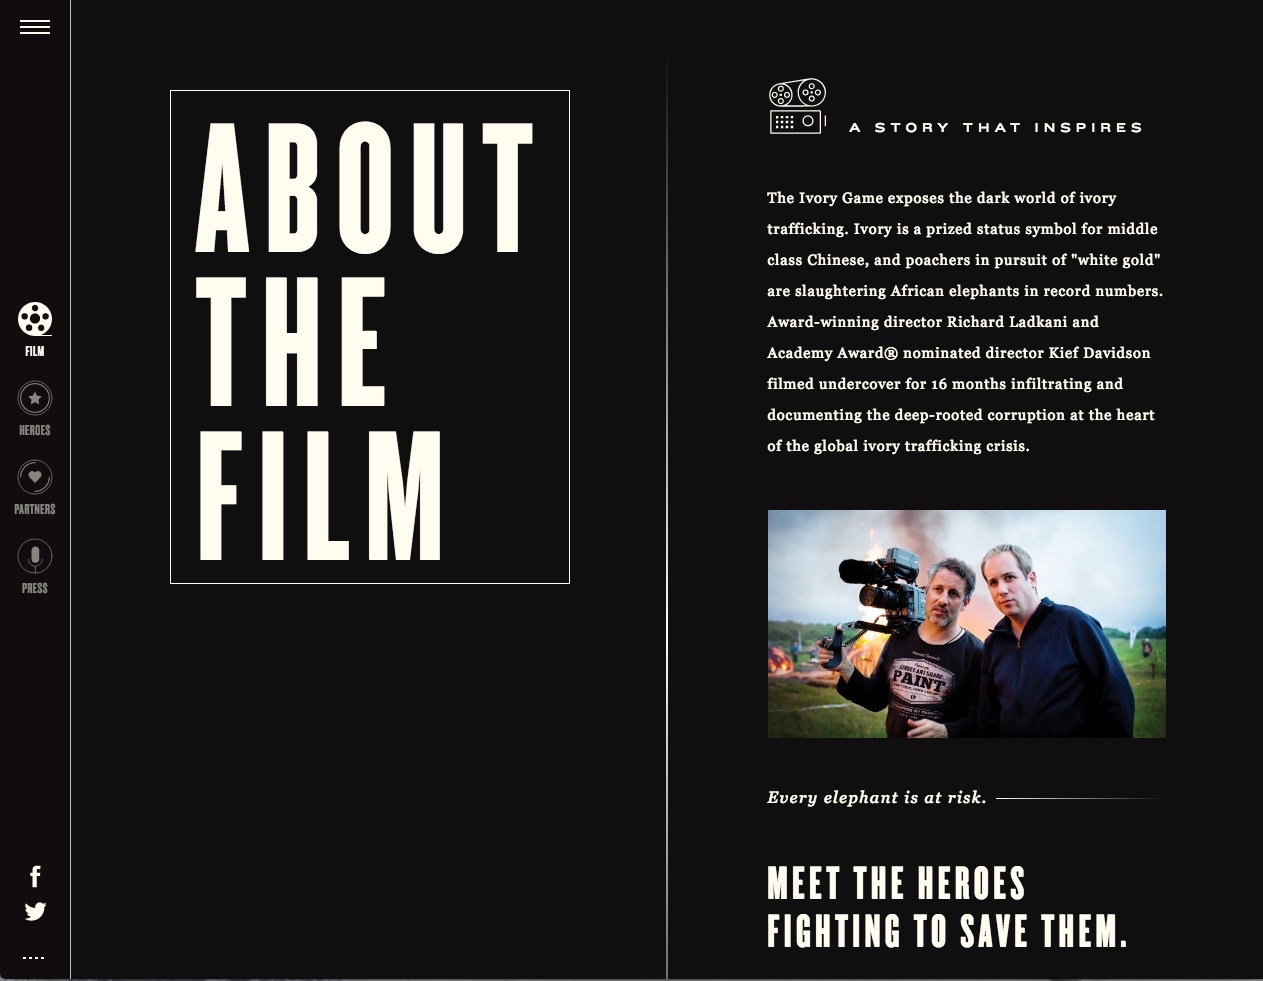 ABOUT
THE
FILM
FILM
HEROES
PARTNERS
PRESS
A STORY THAT INSPIRES
The Ivory Game exposes the dark world of ivory
trafficking. Ivory is a prized status symbol for middle
class Chinese, and poachers in pursuit of "white gold"
are slaughtering African elephants in record numbers.
Award-winning director Richard Ladkani and
Academy Award® nominated director Kief Davidson
filmed undercover for 16 months infiltrating and
documenting the deep-rooted corruption at the heart
of the global ivory trafficking crisis.
STREET ART SHARE
PAINT
Every elephant is at risk.
MEET THE HEROES
FIGHTING TO SAVE THEM.